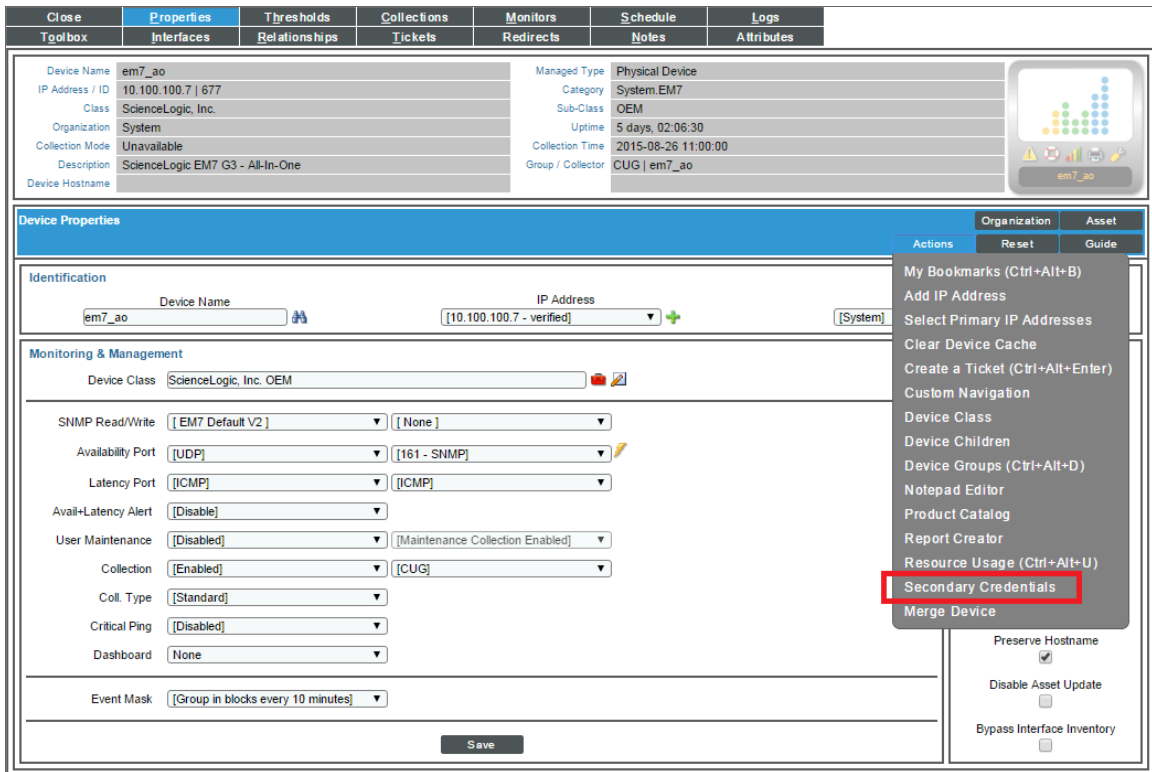 Close Properties Thresholds Collections Monitors Schedule Logs
Toolbox Interfaces Relationships Tickets Redirects Notes Attributes
Device Name em7_ao Managed Type Physical Device
IP Address / ID 10.100.100.7 | 677 Category System.EM7
Class ScienceLogic, Inc. Sub-Class OEM
Organization System Uptime 5 days, 02:06:30
Collection Mode Unavailable Collection Time 2015-08-26 11:00:00
Description ScienceLogic EM7 G3 - All-In-One Group / Collector CUG | em7_ao
Device Hostname
em7_ao
Device Properties Organization Asset
Actions Reset Guide
My Bookmarks (Ctrl+Alt+B)
Add IP Address
Select Primary IP Addresses
Clear Device Cache
Create a Ticket (Ctrl+Alt+Enter)
Custom Navigation
Device Class
Device Children
Device Groups (Ctrl+Alt+D)
Notepad Editor
Product Catalog
Report Creator
Resource Usage (Ctrl+Alt+U)
Secondary Credentials
Merge Device
Identification
Device Name IP Address
em7_ao [10.100.100.7 - verified] [System]
Monitoring & Management
Device Class ScienceLogic, Inc. OEM
SNMP Read/Write [ EM7 Default V2 ] [ None ]
Availability Port [UDP] [161 - SNMP]
Latency Port [ICMP] [ICMP]
Avail+Latency Alert [Disable]
User Maintenance [Disabled] [Maintenance Collection Enabled]
Collection [Enabled] [CUG]
Coll. Type [Standard]
Critical Ping [Disabled]
Dashboard None
Event Mask [Group in blocks every 10 minutes]
Save
Preserve Hostname
Disable Asset Update
Bypass Interface Inventory